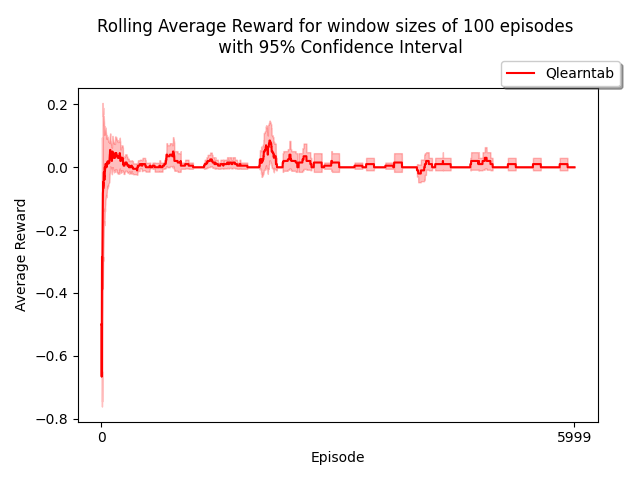 Rolling Average Reward for window sizes of 100 episodes
with 95% Confidence Interval
Qlearntab
0.2
0.0
−0.2
−0.4
−0.6
−0.8
Average Reward
0
5999
Episode